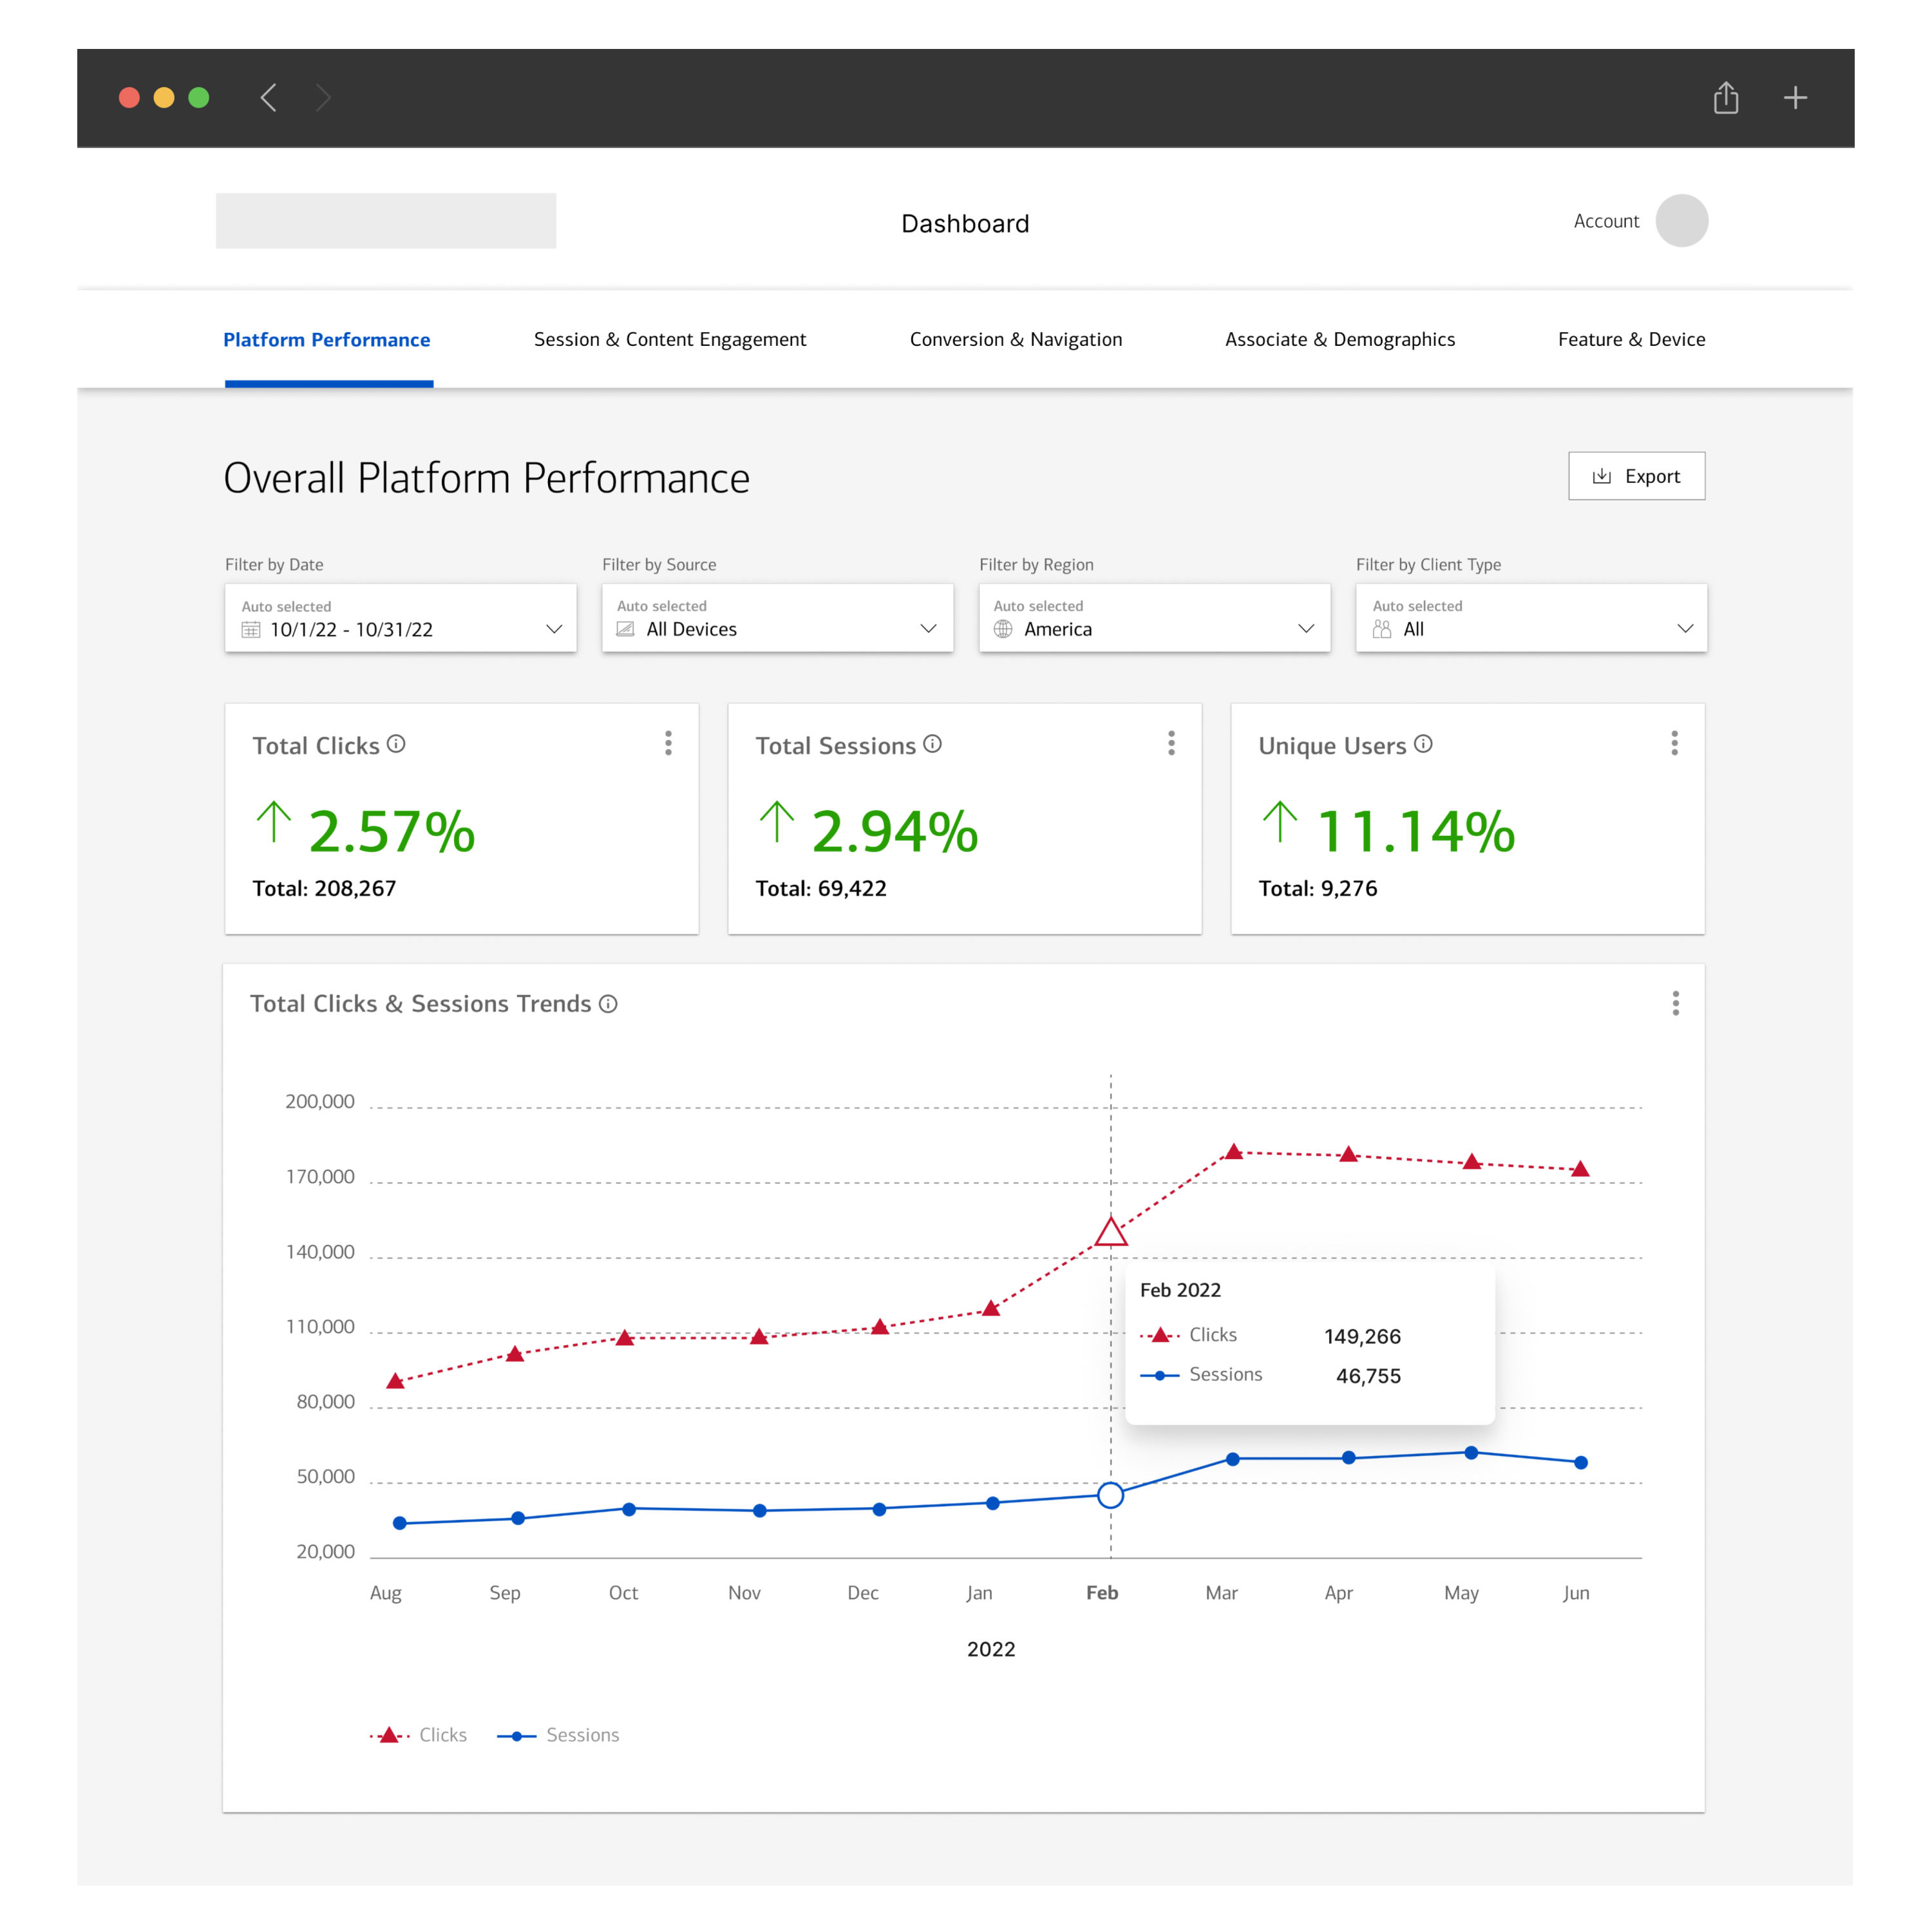 Dashboard
Account
Platform Performance
Session & Content Engagement
Conversion & Navigation
Associate & Demographics
Feature & Device
Overall Platform Performance
Export
Filter by Date
Auto selected
10/1/22 - 10/31/22
Filter by Source
Auto selected
All Devices
Filter by Region
Auto selected
America
Filter by Client Type
Auto selected
All
Total Clicks
2.57%
Total: 208,267
Total Sessions
2.94%
Total: 69,422
Unique Users
11.14%
Total: 9,276
Total Clicks & Sessions Trends
200,000
170,000
140,000
110,000
80,000
50,000
20,000
Feb 2022
Clicks 149,266
Sessions 46,755
Aug Sep Oct Nov Dec Jan Feb Mar Apr May Jun
2022
Clicks Sessions